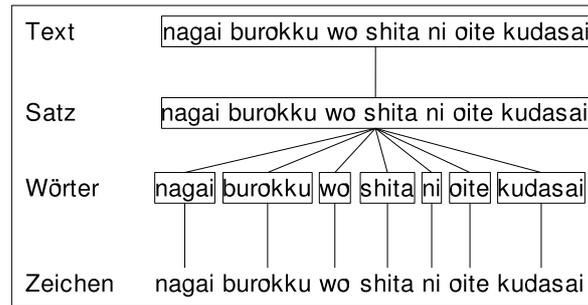 Text nagai burokku wo shita ni oite kudasai
Satz nagai burokku wo shita ni oite kudasai
Wörter nagai burokku wo shita ni oite kudasai
Zeichen nagai burokku wo shita ni oite kudasai